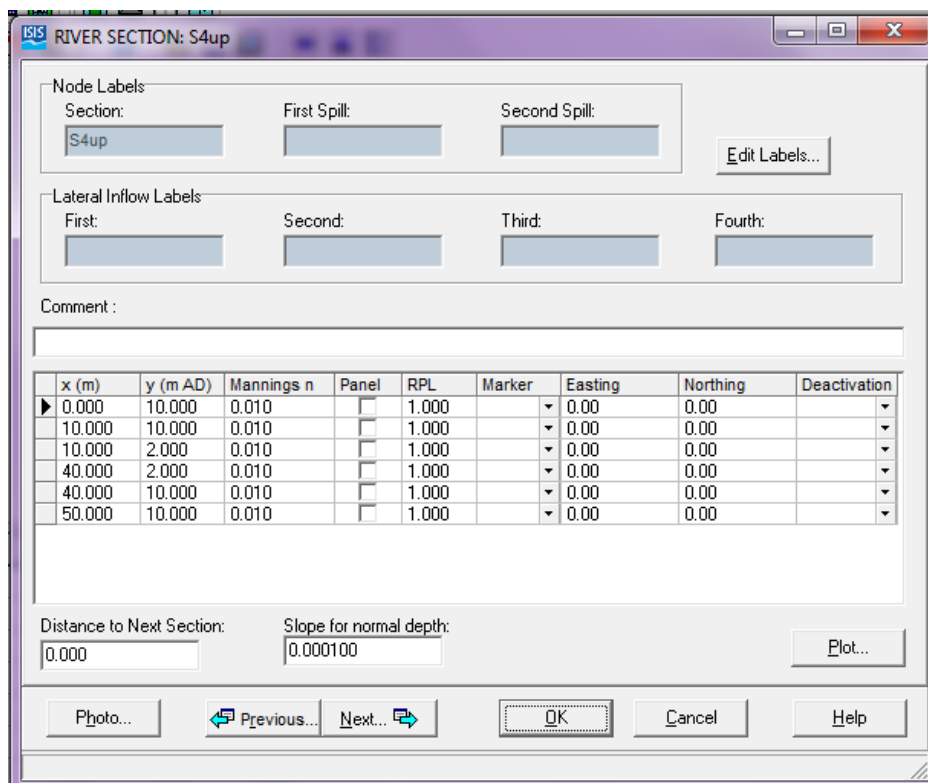 ISIS RIVER SECTION: S4up
Node Labels
Section: First Spill: Second Spill:
S4up
Edit Labels...
Lateral Inflow Labels
First: Second: Third: Fourth:
Comment :
x (m) y (m AD) Mannings n Panel RPL Marker Easting Northing Deactivation
0.000 10.000 0.010 1.000 0.00 0.00
10.000 10.000 0.010 1.000 0.00 0.00
10.000 2.000 0.010 1.000 0.00 0.00
40.000 2.000 0.010 1.000 0.00 0.00
40.000 10.000 0.010 1.000 0.00 0.00
50.000 10.000 0.010 1.000 0.00 0.00
Distance to Next Section: Slope for normal depth:
0.000 0.000100 Plot...
Photo... Previous... Next... OK Cancel Help